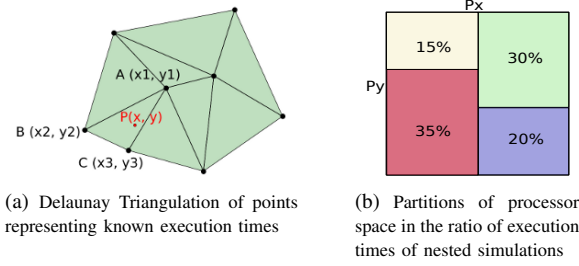 A (x1, y1)
P(x, y)
B (x2, y2)
C (x3, y3)
(a) Delaunay Triangulation of points
representing known execution times
Px
15%
30%
Py
35%
20%
(b) Partitions of processor
space in the ratio of execution
times of nested simulations